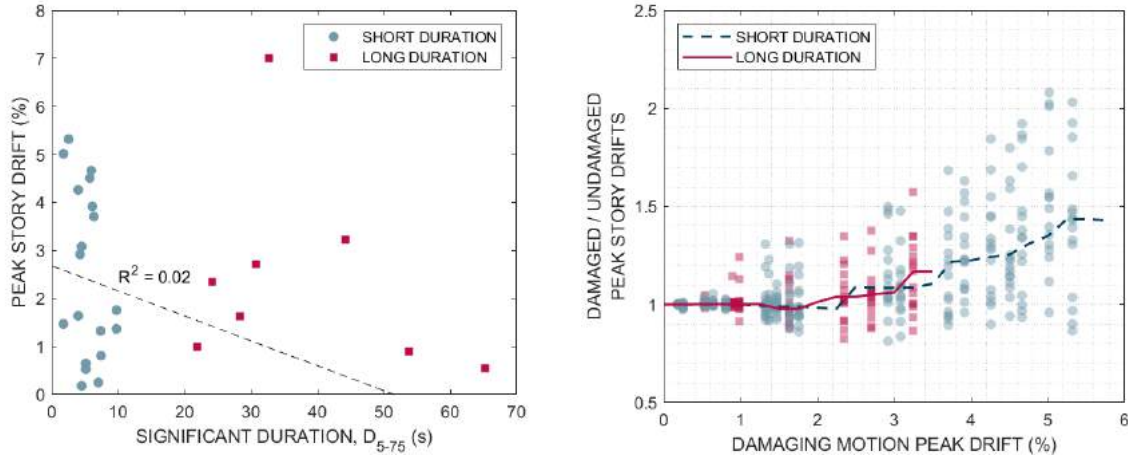 8
7
6
5
4
3
2
1
0
PEAK STORY DRIFT (%)
SHORT DURATION
LONG DURATION
R² = 0.02
0 10 20 30 40 50 60 70
SIGNIFICANT DURATION, D₅₋₇₅ (s)
2.5
2
1.5
1
0.5
DAMAGED / UNDAMAGED
PEAK STORY DRIFTS
SHORT DURATION
LONG DURATION
0 1 2 3 4 5 6
DAMAGING MOTION PEAK DRIFT (%)